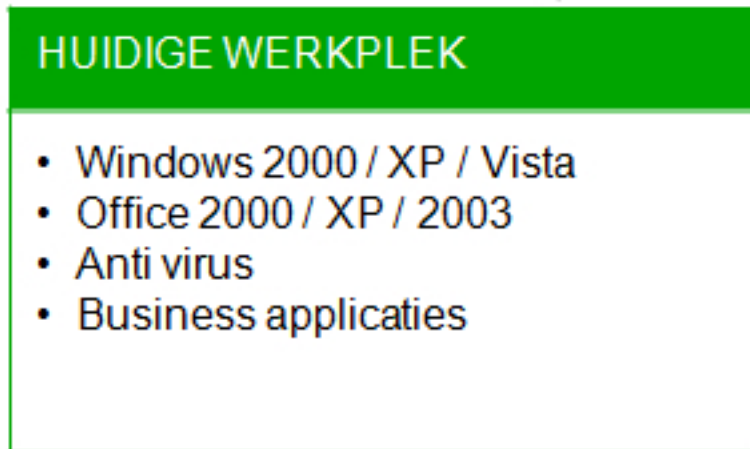 HUIDIGE WERKPLEK
• Windows 2000 / XP / Vista
• Office 2000 / XP / 2003
• Anti virus
• Business applicaties